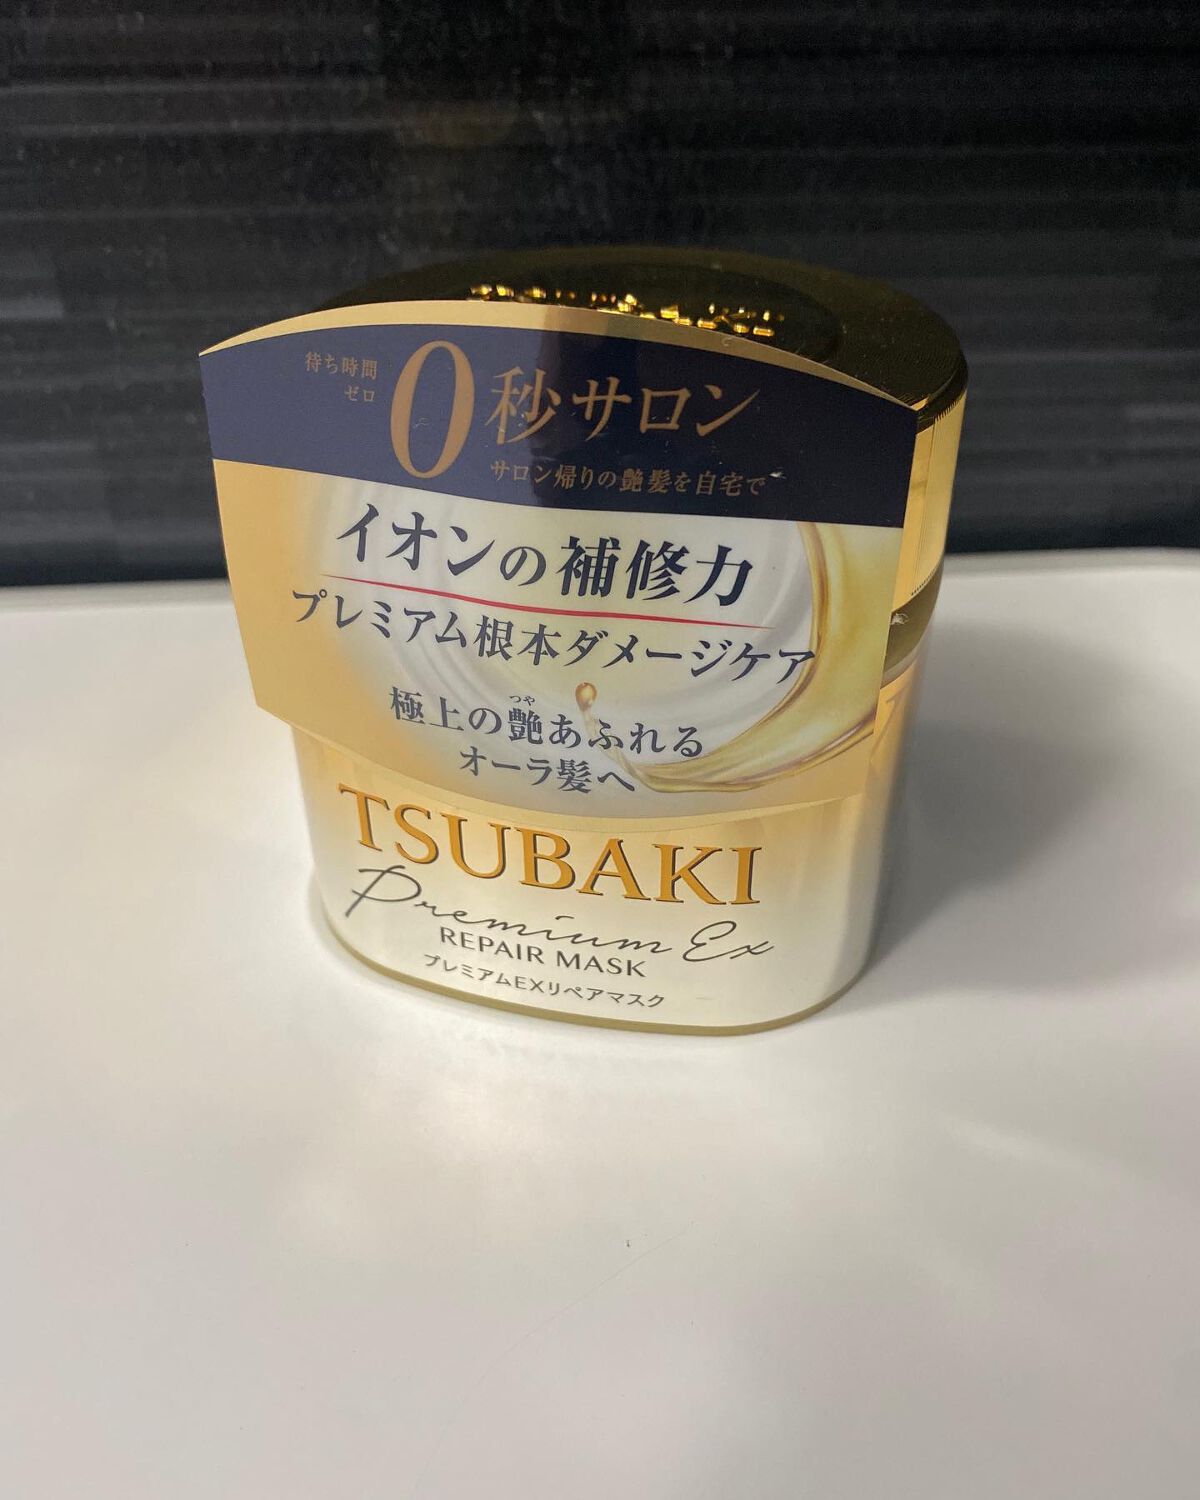 待ち時間
ゼロ
0秒サロン
サロン帰りの艶髪を自宅で
イオンの補修力
プレミアム根本ダメージケア
極上の艶あふれる
つや
オーラ髪へ
TSUBAKI
Premium Ex
REPAIR MASK
プレミアムEXリペアマスク